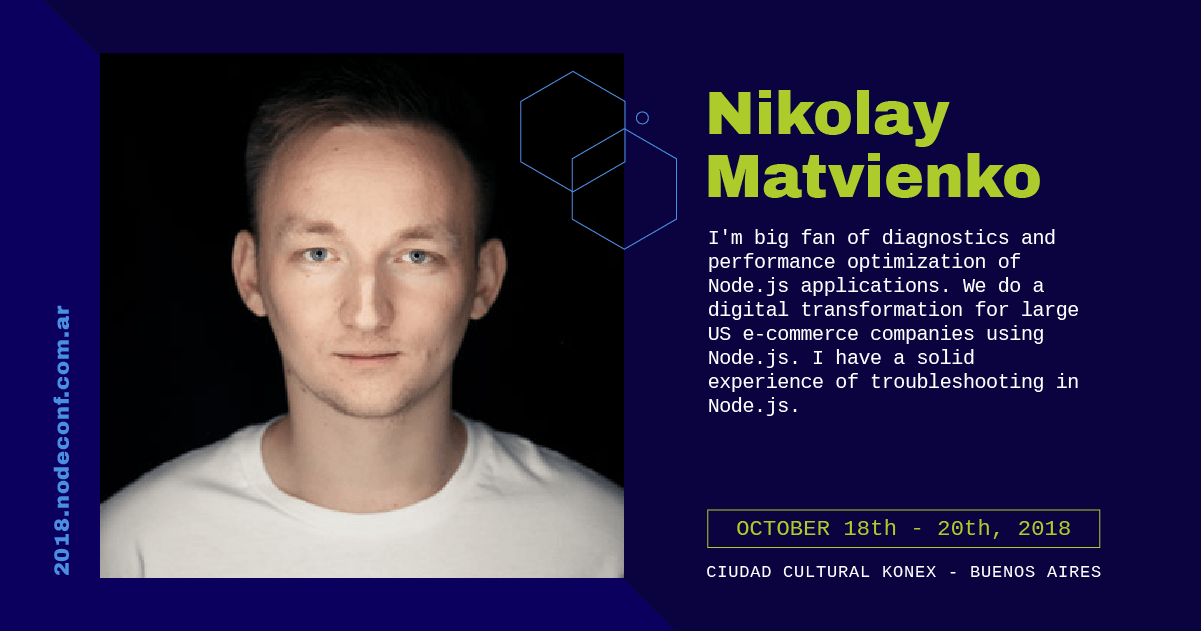 2018.nodeconf.com.ar
Nikolay
Matvienko
I'm big fan of diagnostics and
performance optimization of
Node.js applications. We do a
digital transformation for large
US e-commerce companies using
Node.js. I have a solid
experience of troubleshooting in
Node.js.
OCTOBER 18th - 20th, 2018
CIUDAD CULTURAL KONEX - BUENOS AIRES